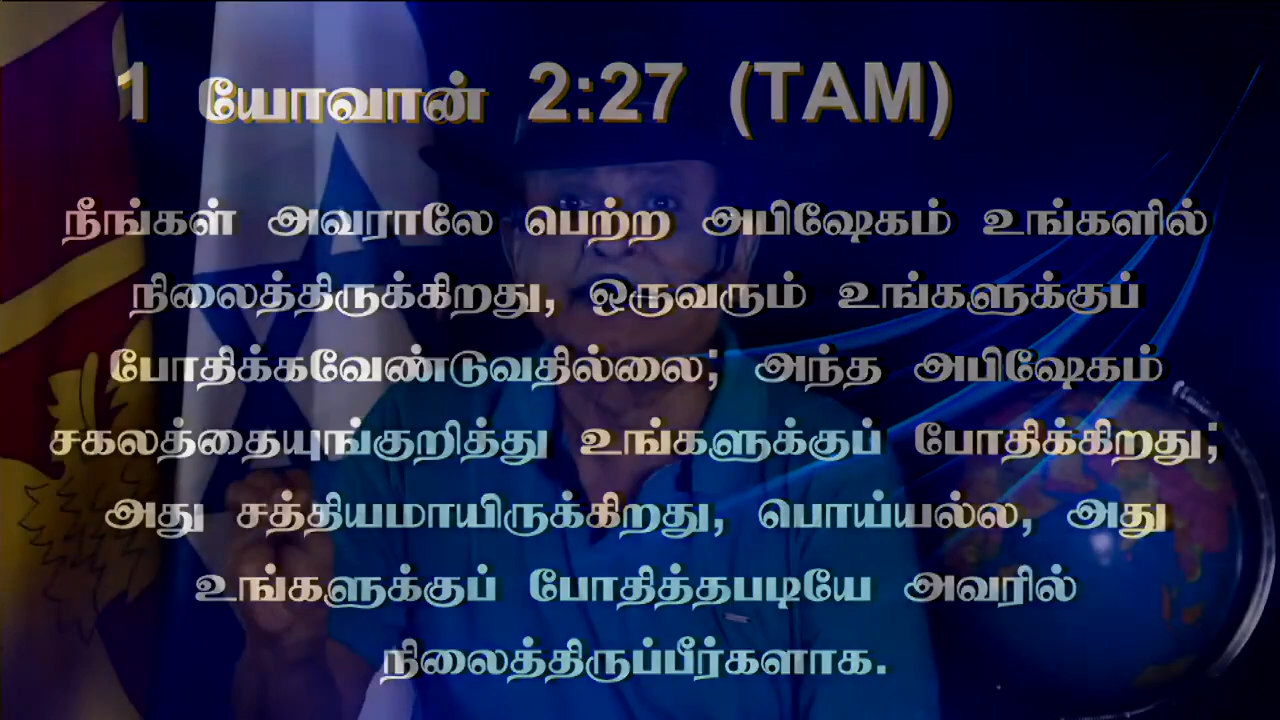 1 யோவான் 2:27 (TAM)
நீங்கள் அவராலே பெற்ற அபிஷேகம் உங்களில்
நிலைத்திருக்கிறது, ஒருவரும் உங்களுக்குப்
போதிக்கவேண்டுவதில்லை; அந்த அபிஷேகம்
சகலத்தையுங்குறித்து உங்களுக்குப் போதிக்கிறது;
அது சத்தியமாயிருக்கிறது, பொய்யல்ல, அது
உங்களுக்குப் போதித்தபடியே அவரில்
நிலைத்திருப்பீர்களாக.